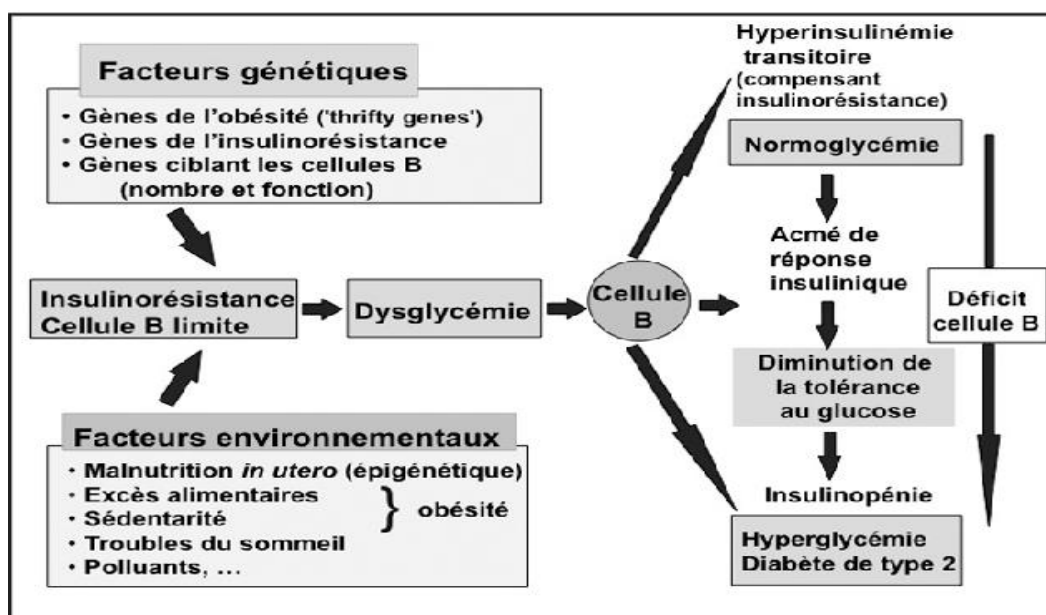 Facteurs génétiques
• Gènes de l'obésité ('thrifty genes')
• Gènes de l'insulinorésistance
• Gènes ciblant les cellules B
(nombre et fonction)
Insulinorésistance
Cellule B limite
Facteurs environnementaux
• Malnutrition in utero (épigénétique)
• Excès alimentaires
• Sédentarité
} obésité
• Troubles du sommeil
• Polluants, ...
Dysglycémie
Cellule
B
Hyperinsulinémie
transitoire
(compensant
insulinorésistance)
Normoglycémie
Acmé de
réponse
insulinique
Diminution de
la tolérance
au glucose
Insulinopénie
Hyperglycémie
Diabète de type 2
Déficit
cellule B